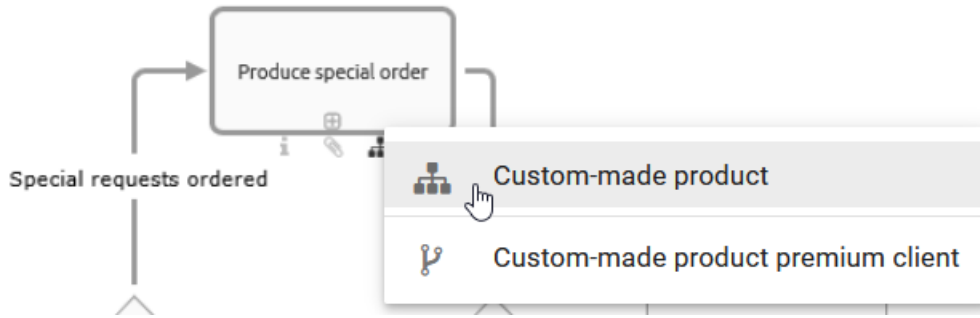 Produce special order
Special requests ordered
Custom-made product
Custom-made product premium client